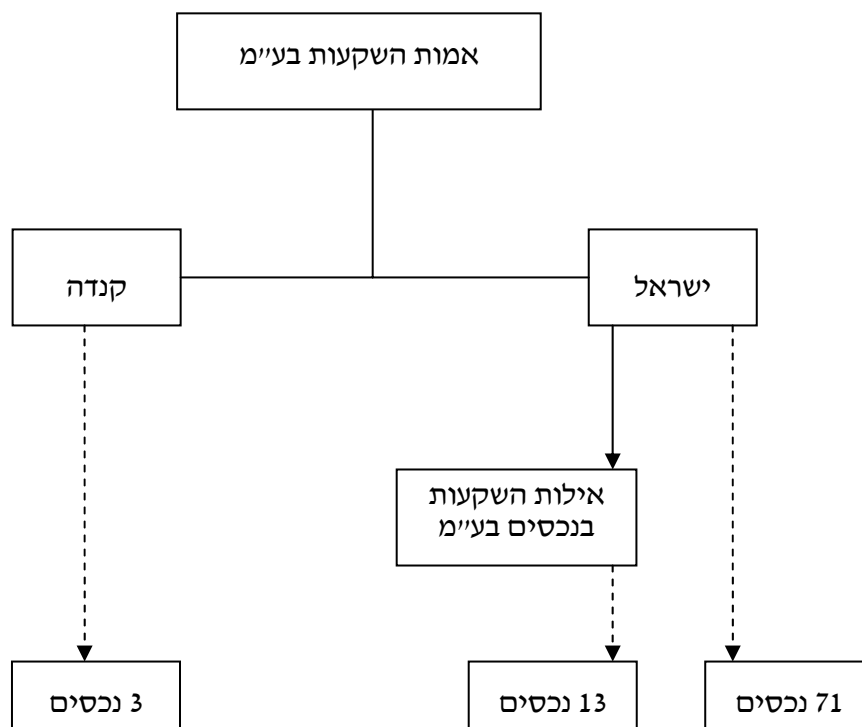 אמות השקעות בע״מ
ישראל
קנדה
אילות השקעות
בנכסים בע״מ
71 נכסים
13 נכסים
3 נכסים